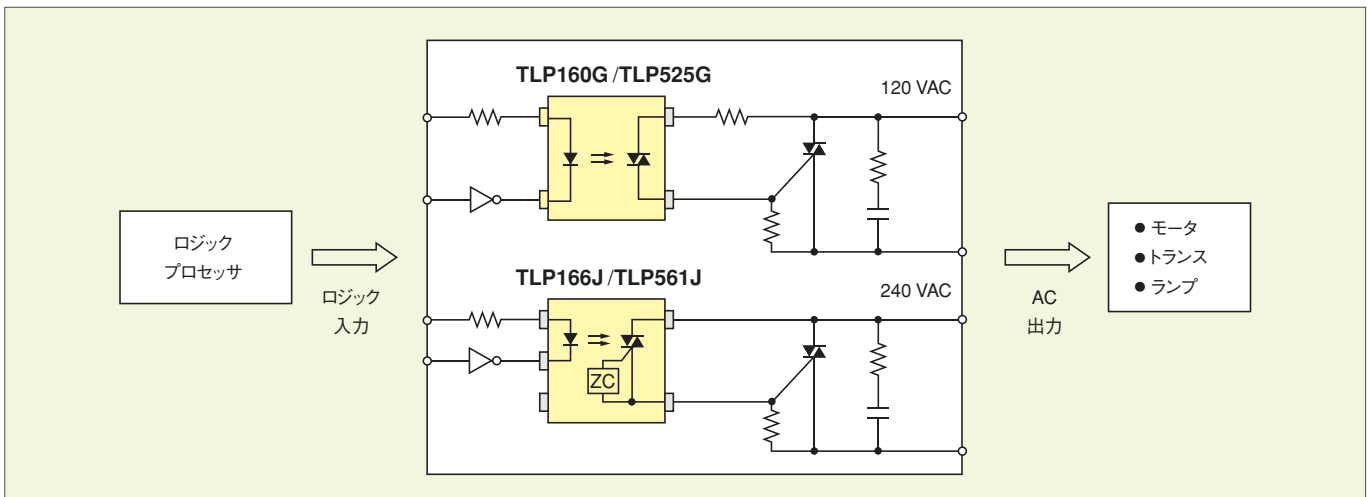 TLP160G /TLP525G
120 VAC
ロジック
プロセッサ
ロジック
入力
TLP166J /TLP561J
240 VAC
ZC
AC
出力
● モータ
● トランス
● ランプ